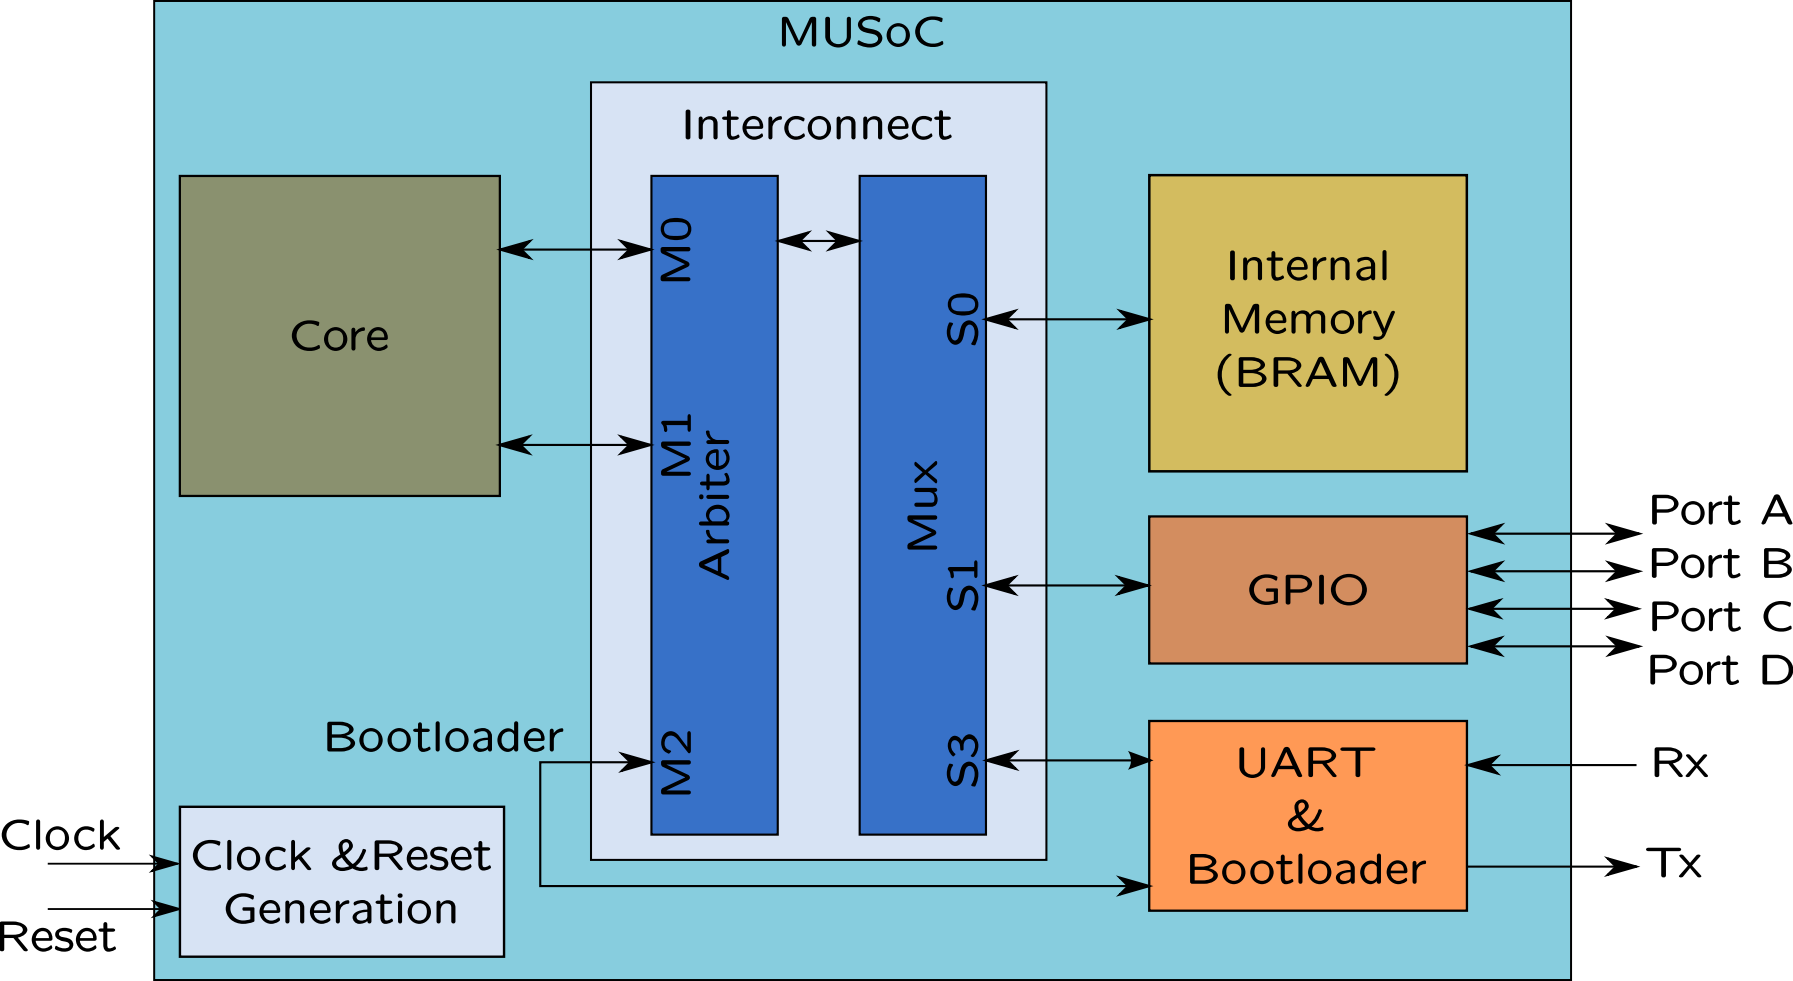 MUSoC
Interconnect
Core
M0
M1
Arbiter
M2
Mux
S0
S1
S3
Internal
Memory
(BRAM)
GPIO
Port A
Port B
Port C
Port D
UART
&
Bootloader
Rx
Tx
Bootloader
Clock
Reset
Clock &Reset
Generation